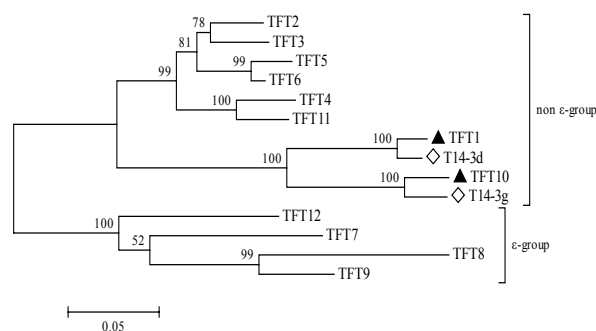 78
TFT2
TFT3
81
99
TFT5
TFT6
99
100
TFT4
TFT11
non ε-group
100
TFT1
T14-3d
100
100
TFT10
T14-3g
100
TFT12
52
TFT7
ε-group
99
TFT8
TFT9
0.05